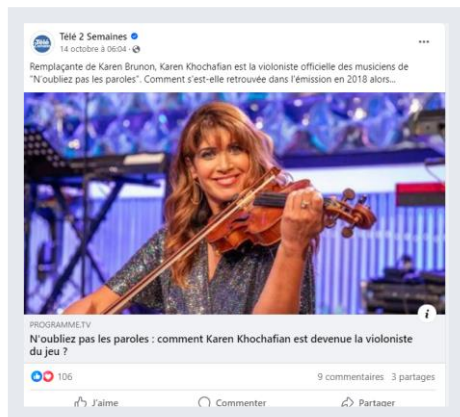 Télé 2 Semaines
14 octobre à 06:04 ·
Remplaçante de Karen Brunon, Karen Khochafian est la violoniste officielle des musiciens de
"N'oubliez pas les paroles". Comment s'est-elle retrouvée dans l'émission en 2018 alors...
i
PROGRAMME.TV
N'oubliez pas les paroles : comment Karen Khochafian est devenue la violoniste
du jeu ?
106
9 commentaires 3 partages
J'aime
Commenter
Partager